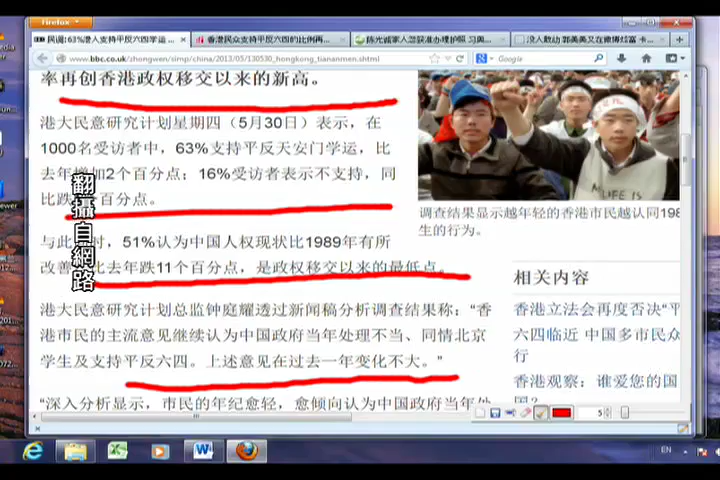 Firefox
民调:63%港人支持平反六四学运
香港民众支持平反六四的比例再...
陈光诚家人忽获准办理护照
没人敢动 郭美美又在微博炫富
www.bbc.co.uk/zhongwen/simp/china/2013/05/130530_hongkong_tiananmen.shtml
Google
率再创香港政权移交以来的新高。
港大民意研究计划星期四（5月30日）表示，在
1000名受访者中，63%支持平反天安门学运，比
去年增加2个百分点；16%受访者表示不支持，同
比跌 百分点。
与此 时，51%认为中国人权现状比1989年有所
改善 比去年跌11个百分点，是政权移交以来的最低点。
港大民意研究计划总监钟庭耀透过新闻稿分析调查结果称：“香
港市民的主流意见继续认为中国政府当年处理不当、同情北京
学生及支持平反六四。上述意见在过去一年变化不大。”
“深入分析显示，市民的年纪愈轻，愈倾向认为中国政府当年处
调查结果显示越年轻的香港市民越认同198
生的行为。
相关内容
香港立法会再度否决“平
六四临近 中国多市民众
行
香港观察：谁爱您的国
国？
翻攝自網路
5
EN